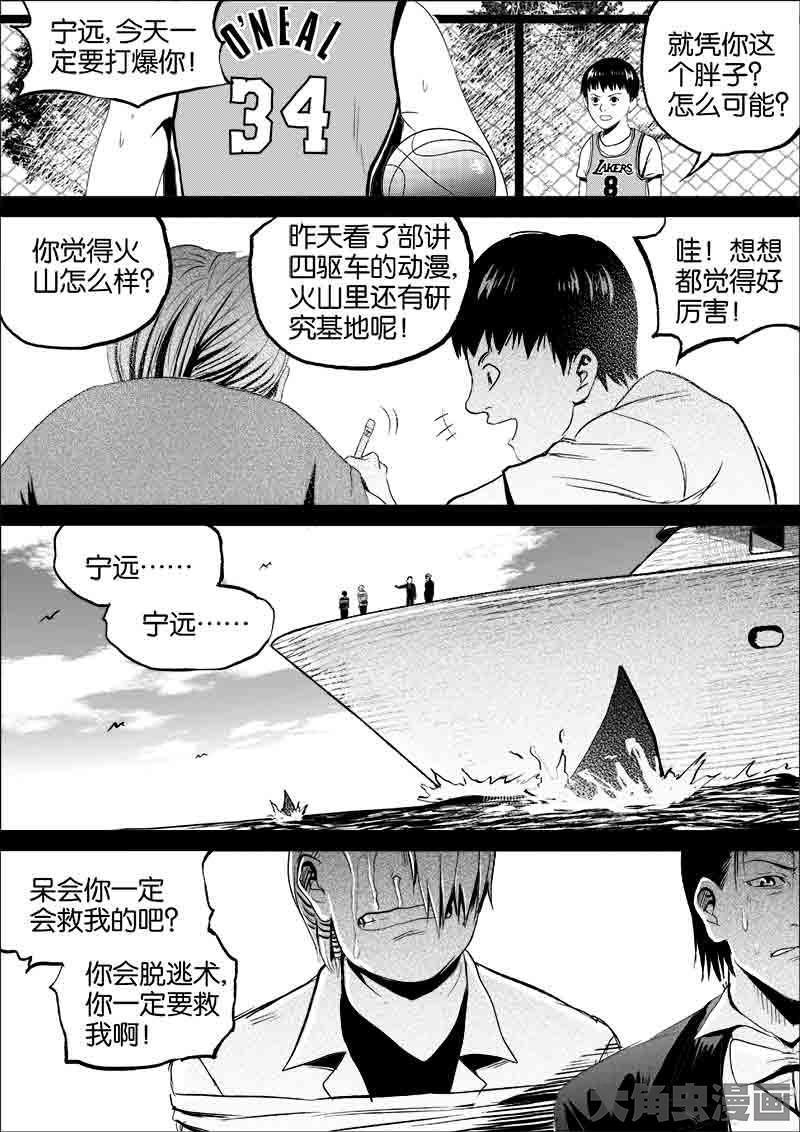 宁远,今天一
定要打爆你!
O'NEAL
34
就凭你这
个胖子?
怎么可能?
LAKERS
8
你觉得火
山怎么样?
昨天看了部讲
四驱车的动漫,
火山里还有研
究基地呢!
哇!想想
都觉得好
厉害!
宁远……
宁远……
呆会你一定
会救我的吧?
你会脱逃术,
你一定要救
我啊!
大角虫漫画